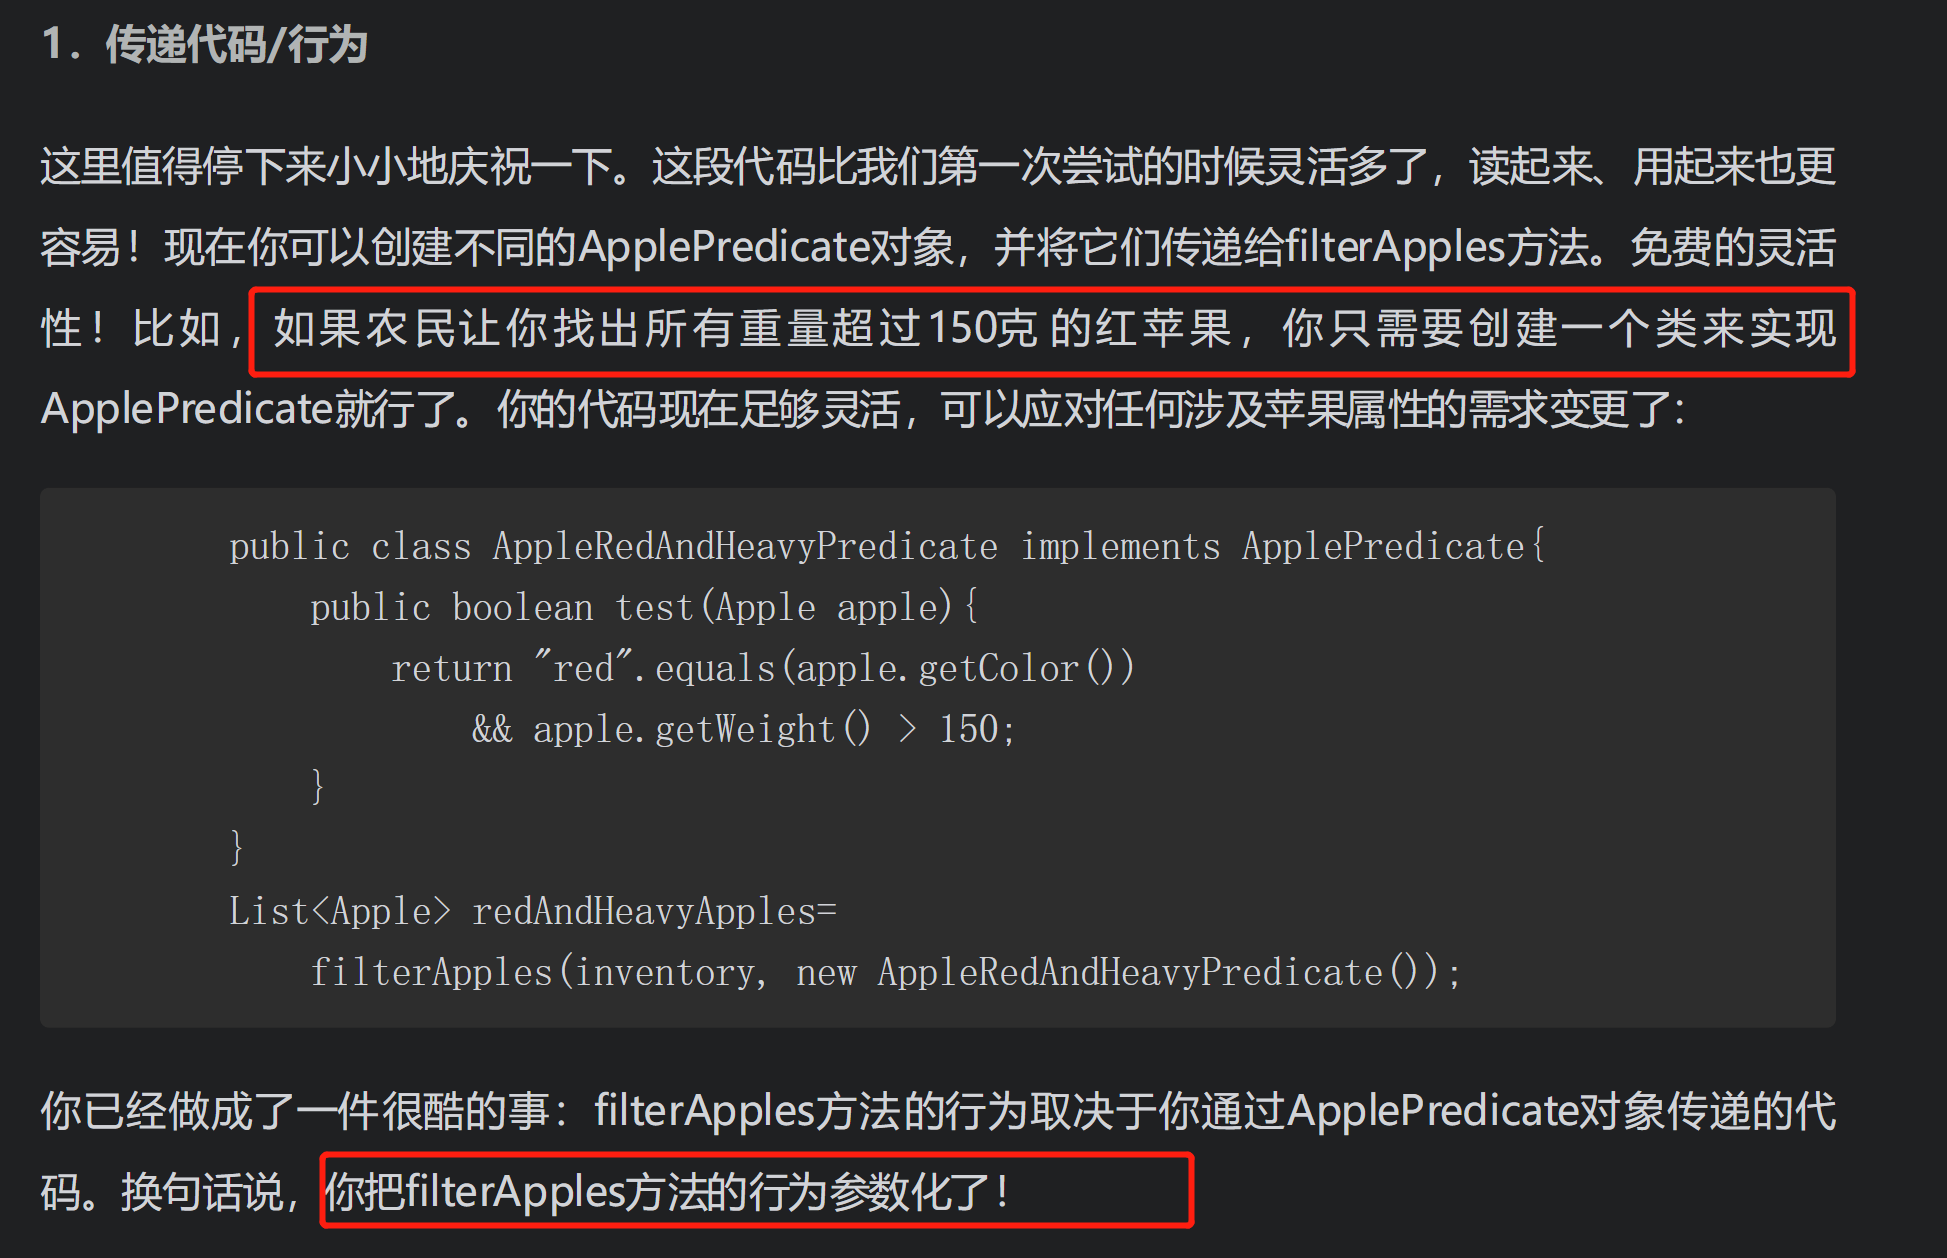 1. 传递代码/行为
这里值得停下来小小地庆祝一下。这段代码比我们第一次尝试的时候灵活多了，读起来、用起来也更
容易！现在你可以创建不同的ApplePredicate对象，并将它们传递给filterApples方法。免费的灵活
性！比如，如果农民让你找出所有重量超过150克的红苹果，你只需要创建一个类来实现
ApplePredicate就行了。你的代码现在足够灵活，可以应对任何涉及苹果属性的需求变更了：
public class AppleRedAndHeavyPredicate implements ApplePredicate{
public boolean test(Apple apple){
return "red".equals(apple.getColor())
&& apple.getWeight() > 150;
}
}
List<Apple> redAndHeavyApples=
filterApples(inventory, new AppleRedAndHeavyPredicate());
你已经做成了一件很酷的事：filterApples方法的行为取决于你通过ApplePredicate对象传递的代
码。换句话说，你把filterApples方法的行为参数化了！